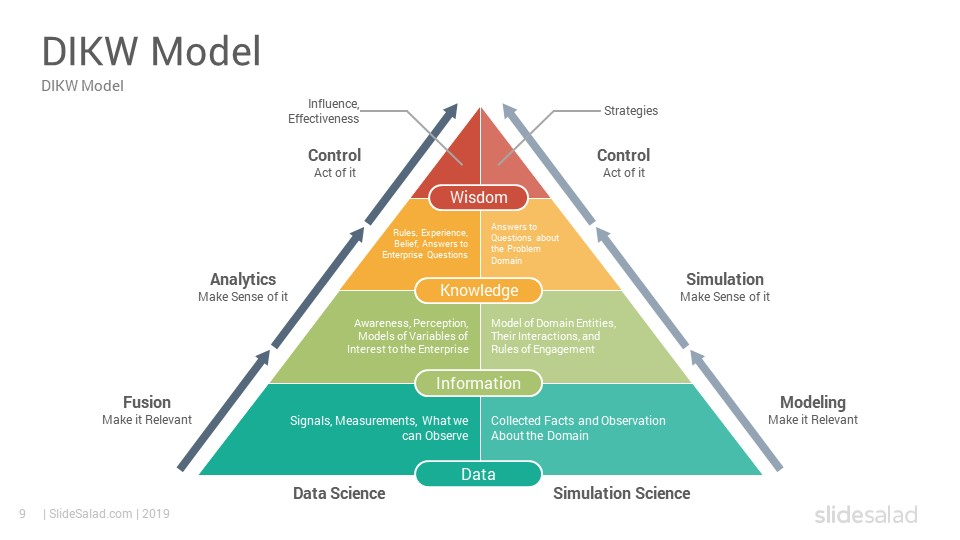 DIKW Model
DIKW Model
Influence,
Effectiveness
Strategies
Control
Act of it
Control
Act of it
Wisdom
Rules, Experience,
Belief, Answers to
Enterprise Questions
Answers to
Questions about
the Problem
Domain
Analytics
Make Sense of it
Simulation
Make Sense of it
Knowledge
Awareness, Perception,
Models of Variables of
Interest to the Enterprise
Model of Domain Entities,
Their Interactions, and
Rules of Engagement
Information
Fusion
Make it Relevant
Modeling
Make it Relevant
Signals, Measurements, What we
can Observe
Collected Facts and Observation
About the Domain
Data
Data Science
Simulation Science
9 | SlideSalad.com | 2019
slidesalad